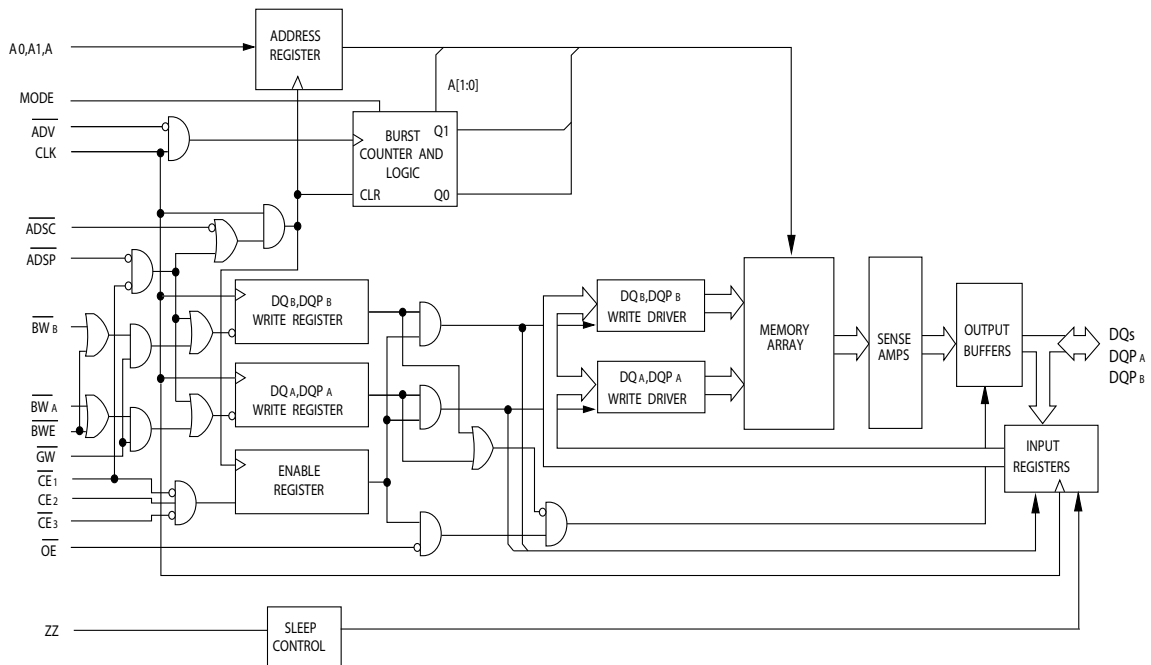 A0,A1,A
ADDRESS
REGISTER
MODE
A[1:0]
ADV
CLK
BURST
COUNTER AND
LOGIC
Q1
CLR
Q0
ADSC
ADSP
DQB,DQPB
WRITE REGISTER
DQB,DQPB
WRITE DRIVER
MEMORY
ARRAY
SENSE
AMPS
OUTPUT
BUFFERS
DQs
DQPA
DQPB
BWB
DQA,DQPA
WRITE REGISTER
DQA,DQPA
WRITE DRIVER
BWA
BWE
GW
CE1
CE2
CE3
ENABLE
REGISTER
INPUT
REGISTERS
OE
ZZ
SLEEP
CONTROL